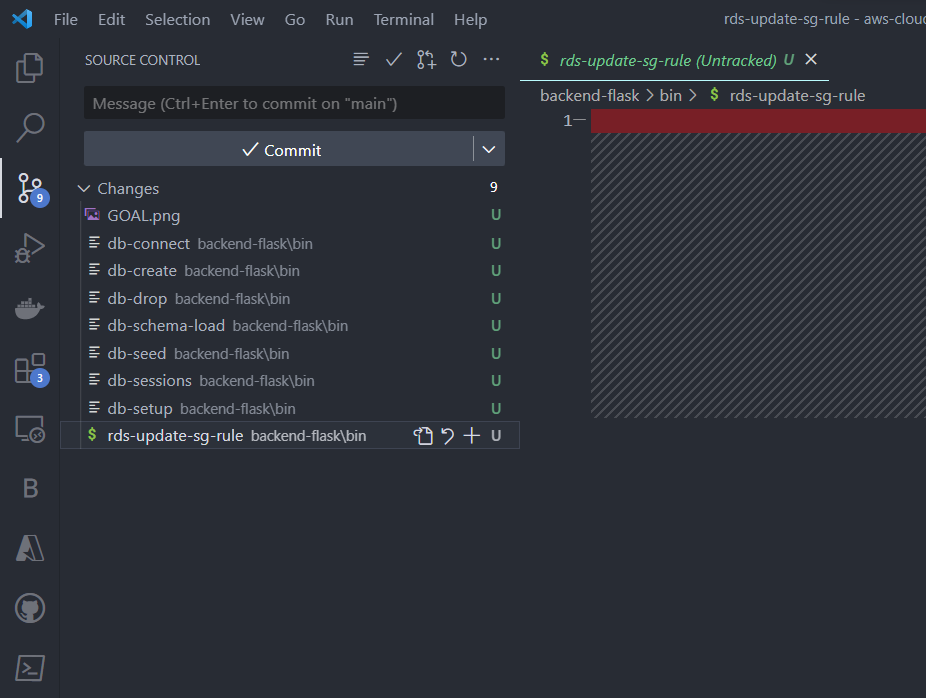 File Edit Selection View Go Run Terminal Help
rds-update-sg-rule - aws-clou
SOURCE CONTROL
Message (Ctrl+Enter to commit on "main")
Commit
Changes 9
GOAL.png U
db-connect backend-flask\bin U
db-create backend-flask\bin U
db-drop backend-flask\bin U
db-schema-load backend-flask\bin U
db-seed backend-flask\bin U
db-sessions backend-flask\bin U
db-setup backend-flask\bin U
$ rds-update-sg-rule backend-flask\bin U
9
3
B
$ rds-update-sg-rule (Untracked) U
backend-flask > bin > $ rds-update-sg-rule
1—